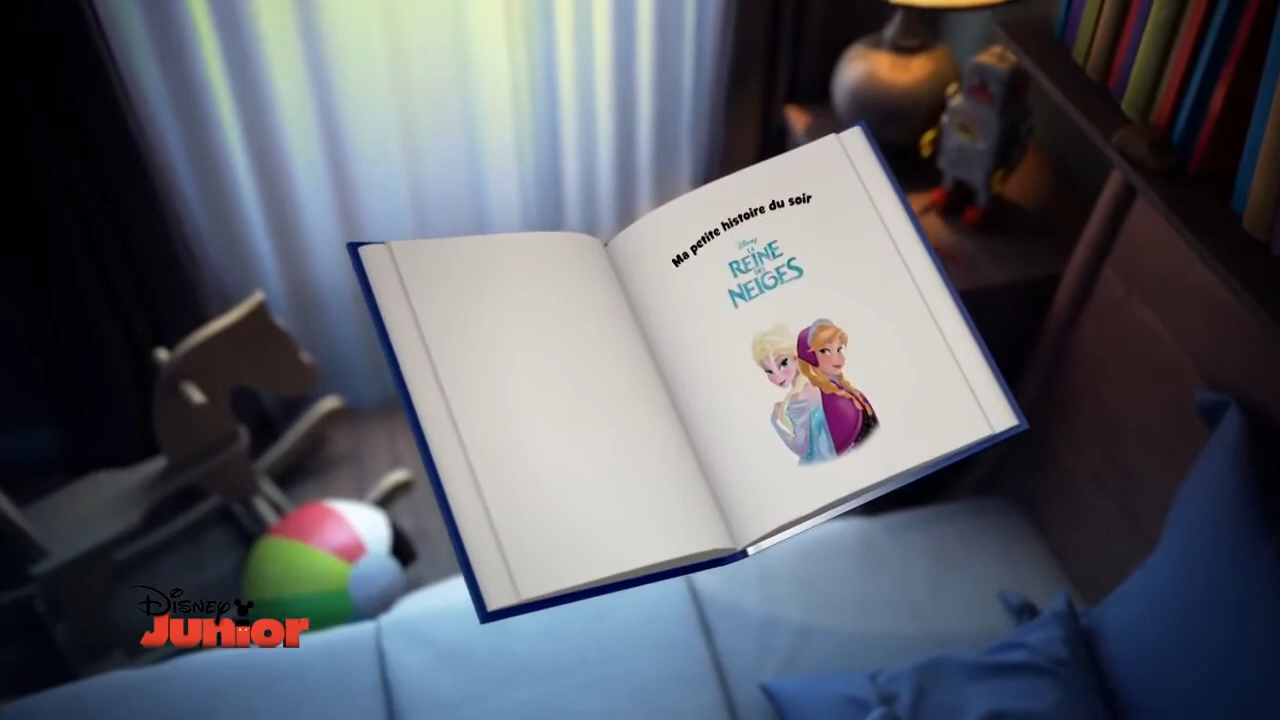 Ma petite histoire du soir
Disney
LA
REINE
DES
NEIGES
Disney
Junior